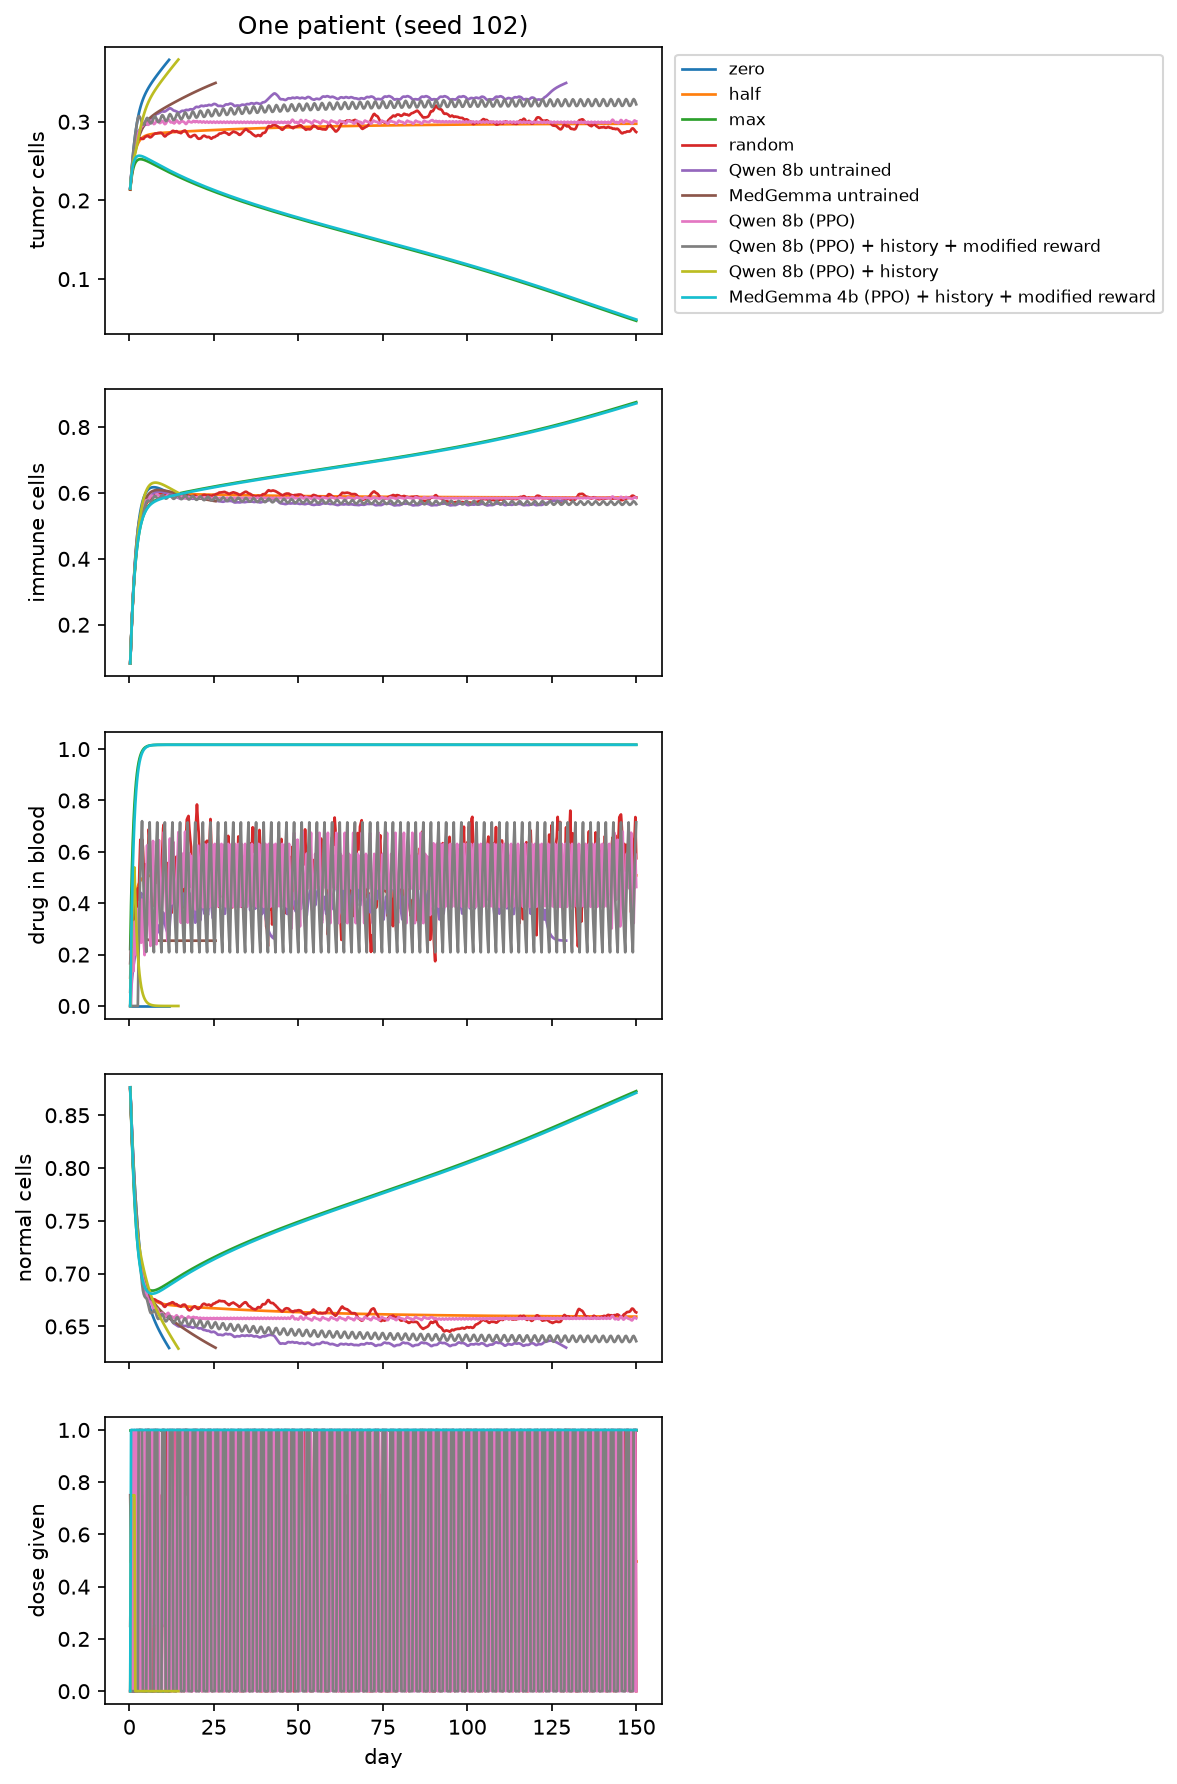 One patient (seed 102)
tumor cells
0.3
0.2
0.1
zero
half
max
random
Qwen 8b untrained
MedGemma untrained
Qwen 8b (PPO)
Qwen 8b (PPO) + history + modified reward
Qwen 8b (PPO) + history
MedGemma 4b (PPO) + history + modified reward
immune cells
0.8
0.6
0.4
0.2
drug in blood
1.0
0.8
0.6
0.4
0.2
0.0
normal cells
0.85
0.80
0.75
0.70
0.65
dose given
1.0
0.8
0.6
0.4
0.2
0.0
0 25 50 75 100 125 150
day